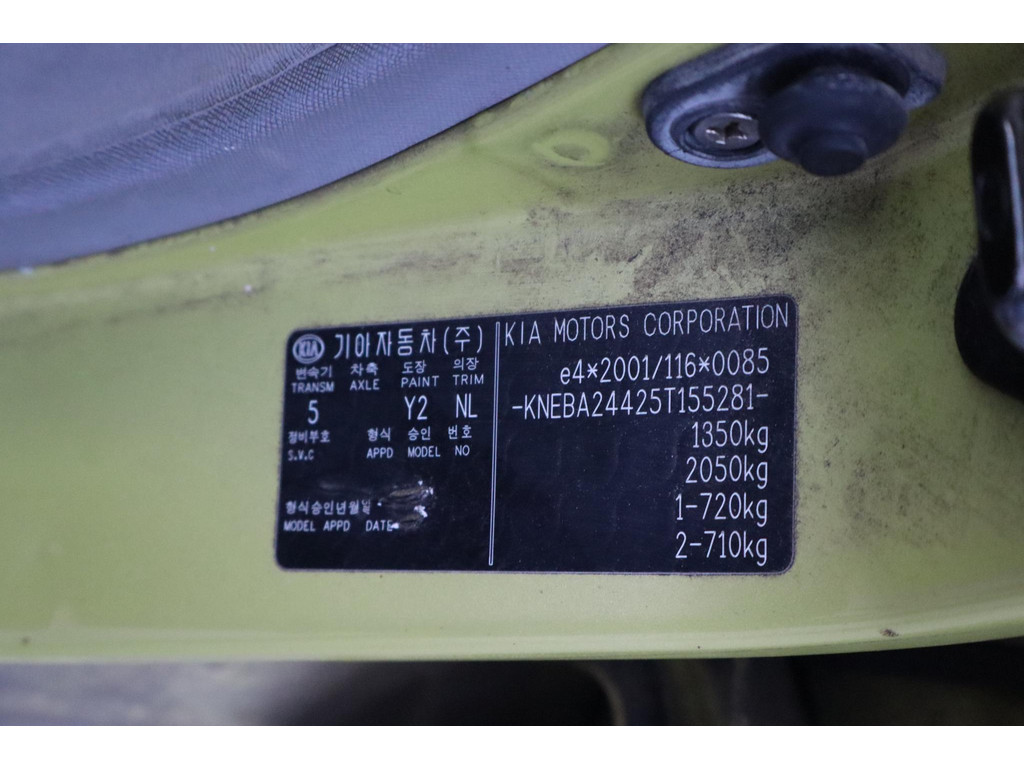 KIA 기아자동차(주)
변속기 차축 도장 의장
TRANSM AXLE PAINT TRIM
5 Y2 NL
정비부호 형식 승인 번호
S.V.C APPD MODEL NO
형식승인년월일
MODEL APPD DATE
KIA MOTORS CORPORATION
e4*2001/116*0085
-KNEBA24425T155281-
1350kg
2050kg
1-720kg
2-710kg